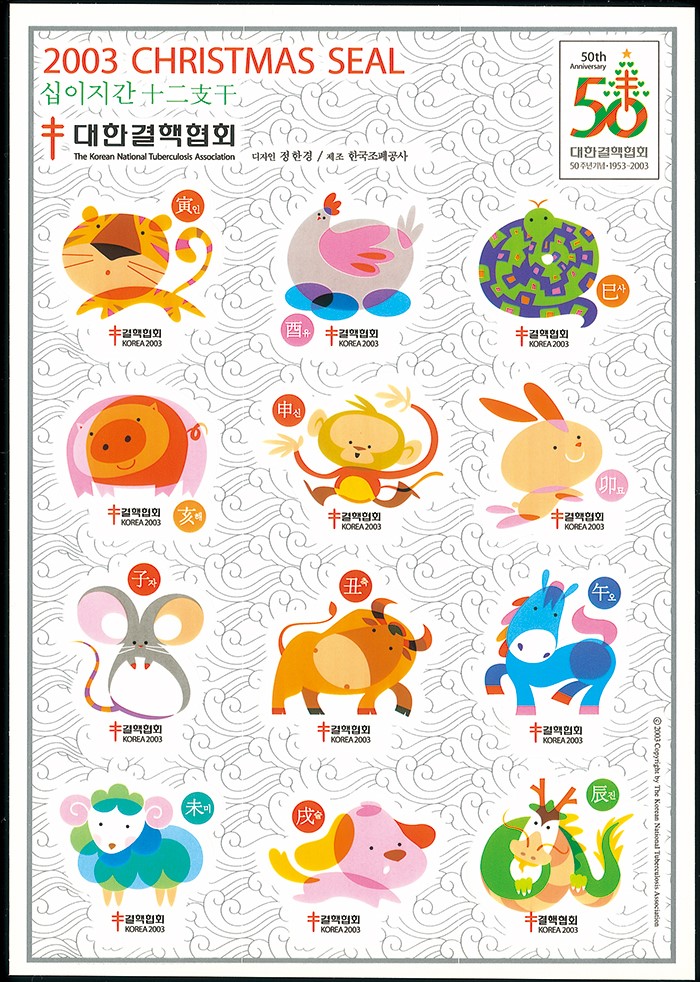 2003 CHRISTMAS SEAL
십이지간 十二支干
대한결핵협회
The Korean National Tuberculosis Association
디자인 정한경 / 제조 한국조폐공사
50th
Anniversary
50
대한결핵협회
50주년기념·1953-2003
寅인
결핵협회
KOREA 2003
酉유
결핵협회
KOREA 2003
巳사
결핵협회
KOREA 2003
亥해
결핵협회
KOREA 2003
申신
결핵협회
KOREA 2003
卯묘
결핵협회
KOREA 2003
子자
결핵협회
KOREA 2003
丑축
결핵협회
KOREA 2003
午오
결핵협회
KOREA 2003
未미
결핵협회
KOREA 2003
戌술
결핵협회
KOREA 2003
辰진
결핵협회
KOREA 2003
© 2003 Copyright by The Korean National Tuberculosis Association